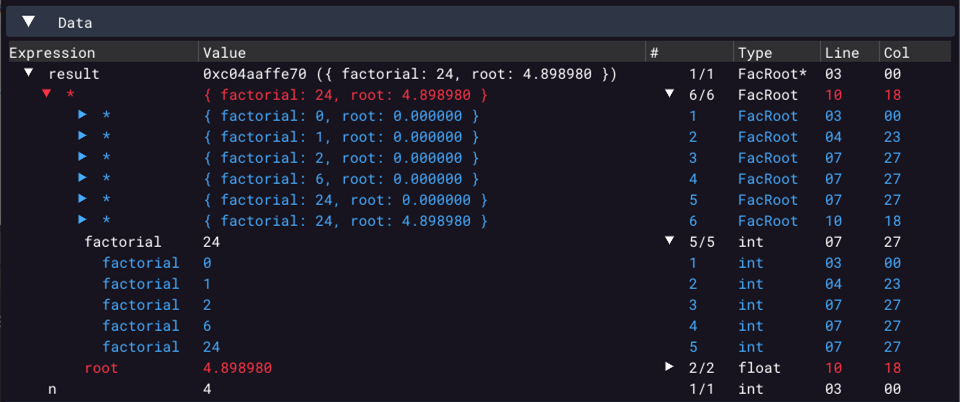 ▼ Data
Expression Value # Type Line Col
▼ result 0xc04aaffe70 ({ factorial: 24, root: 4.898980 }) 1/1 FacRoot* 03 00
▼ * { factorial: 24, root: 4.898980 } ▼ 6/6 FacRoot 10 18
▶ * { factorial: 0, root: 0.000000 } 1 FacRoot 03 00
▶ * { factorial: 1, root: 0.000000 } 2 FacRoot 04 23
▶ * { factorial: 2, root: 0.000000 } 3 FacRoot 07 27
▶ * { factorial: 6, root: 0.000000 } 4 FacRoot 07 27
▶ * { factorial: 24, root: 0.000000 } 5 FacRoot 07 27
▶ * { factorial: 24, root: 4.898980 } 6 FacRoot 10 18
factorial 24 ▼ 5/5 int 07 27
factorial 0 1 int 03 00
factorial 1 2 int 04 23
factorial 2 3 int 07 27
factorial 6 4 int 07 27
factorial 24 5 int 07 27
root 4.898980 ▶ 2/2 float 10 18
n 4 1/1 int 03 00